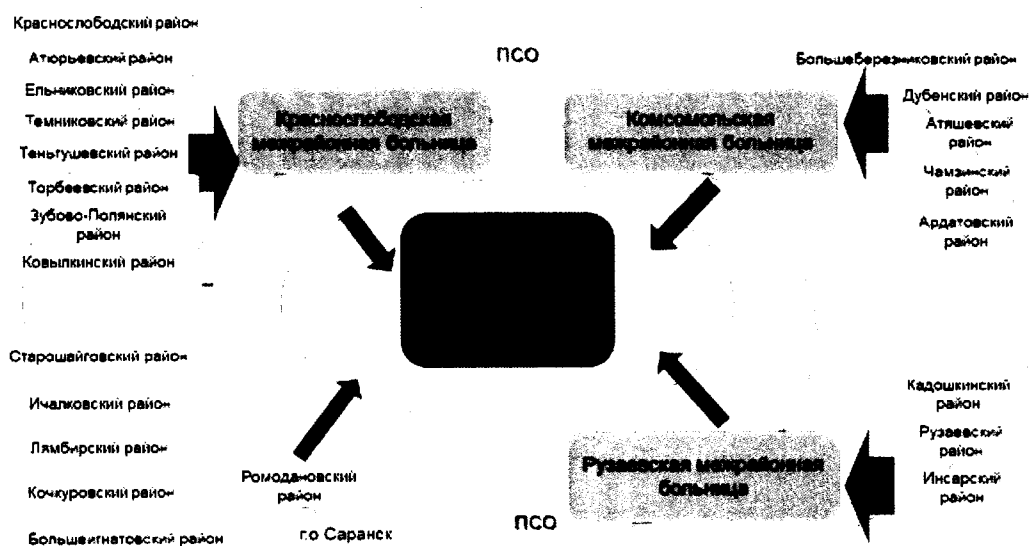 Краснослободский район
Атюрьевский район
Ельниковский район
Темниковский район
Теньгушевский район
Торбеевский район
Зубово-Полянский
район
Ковылкинский район
ПСО
Краснослободская
межрайонная больница
Комсомольская
межрайонная больница
Большеберезниковский район
Дубенский район
Атяшевский
район
Чамзинский
район
Ардатовский
район
Старошайговский район
Ичалковский район
Лямбирский район
Кочкуровский район
Большеигнатовский район
Ромодановский
район
г.о Саранск
Рузаевская межрайонная
больница
ПСО
Кадошкинский
район
Рузаевский
район
Инсарский
район